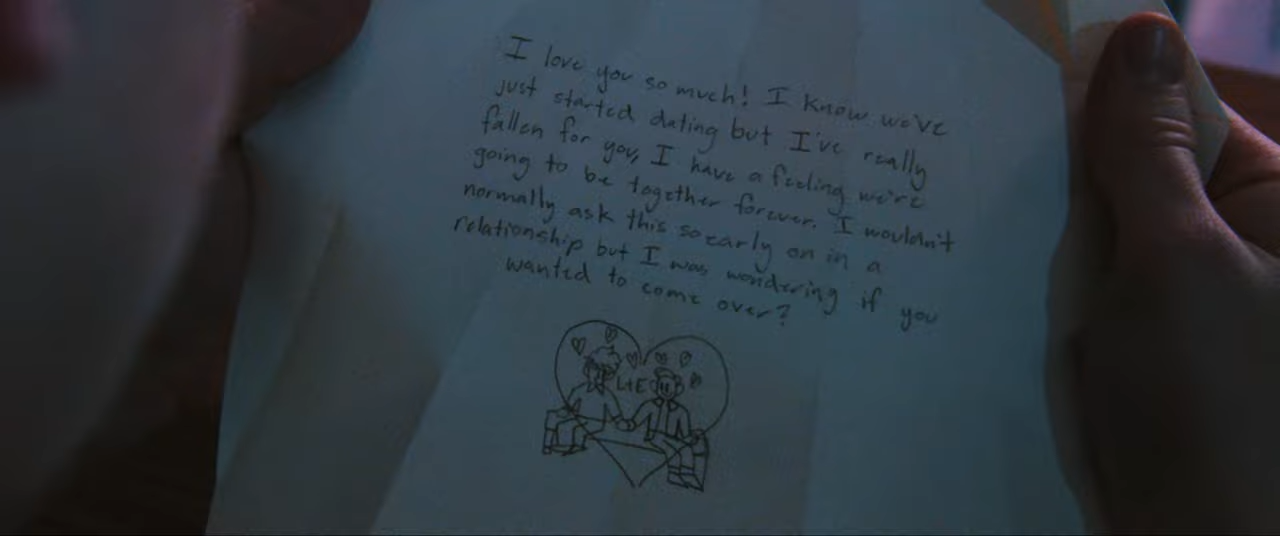 I love you so much! I know we've
just started dating but I've really
fallen for you, I have a feeling we're
going to be together forever. I wouldn't
normally ask this so early on in a
relationship but I was wondering if you
wanted to come over?
L+E